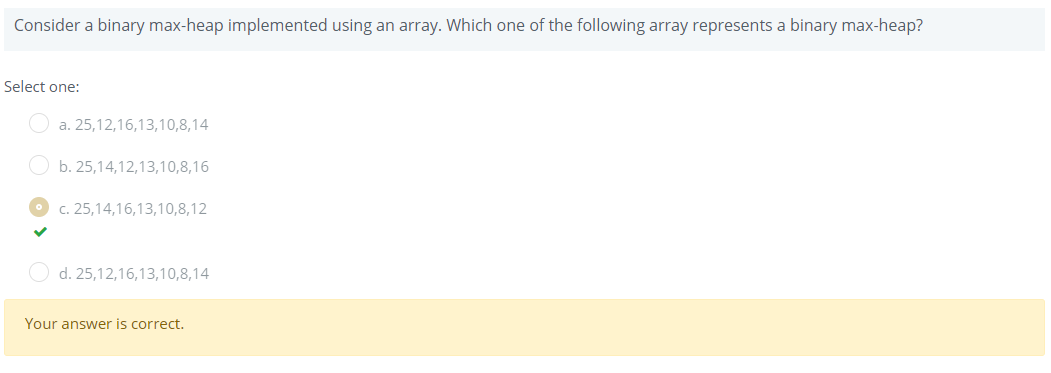 Consider a binary max-heap implemented using an array. Which one of the following array represents a binary max-heap?
Select one:
a. 25,12,16,13,10,8,14
b. 25,14,12,13,10,8,16
c. 25,14,16,13,10,8,12
d. 25,12,16,13,10,8,14
Your answer is correct.